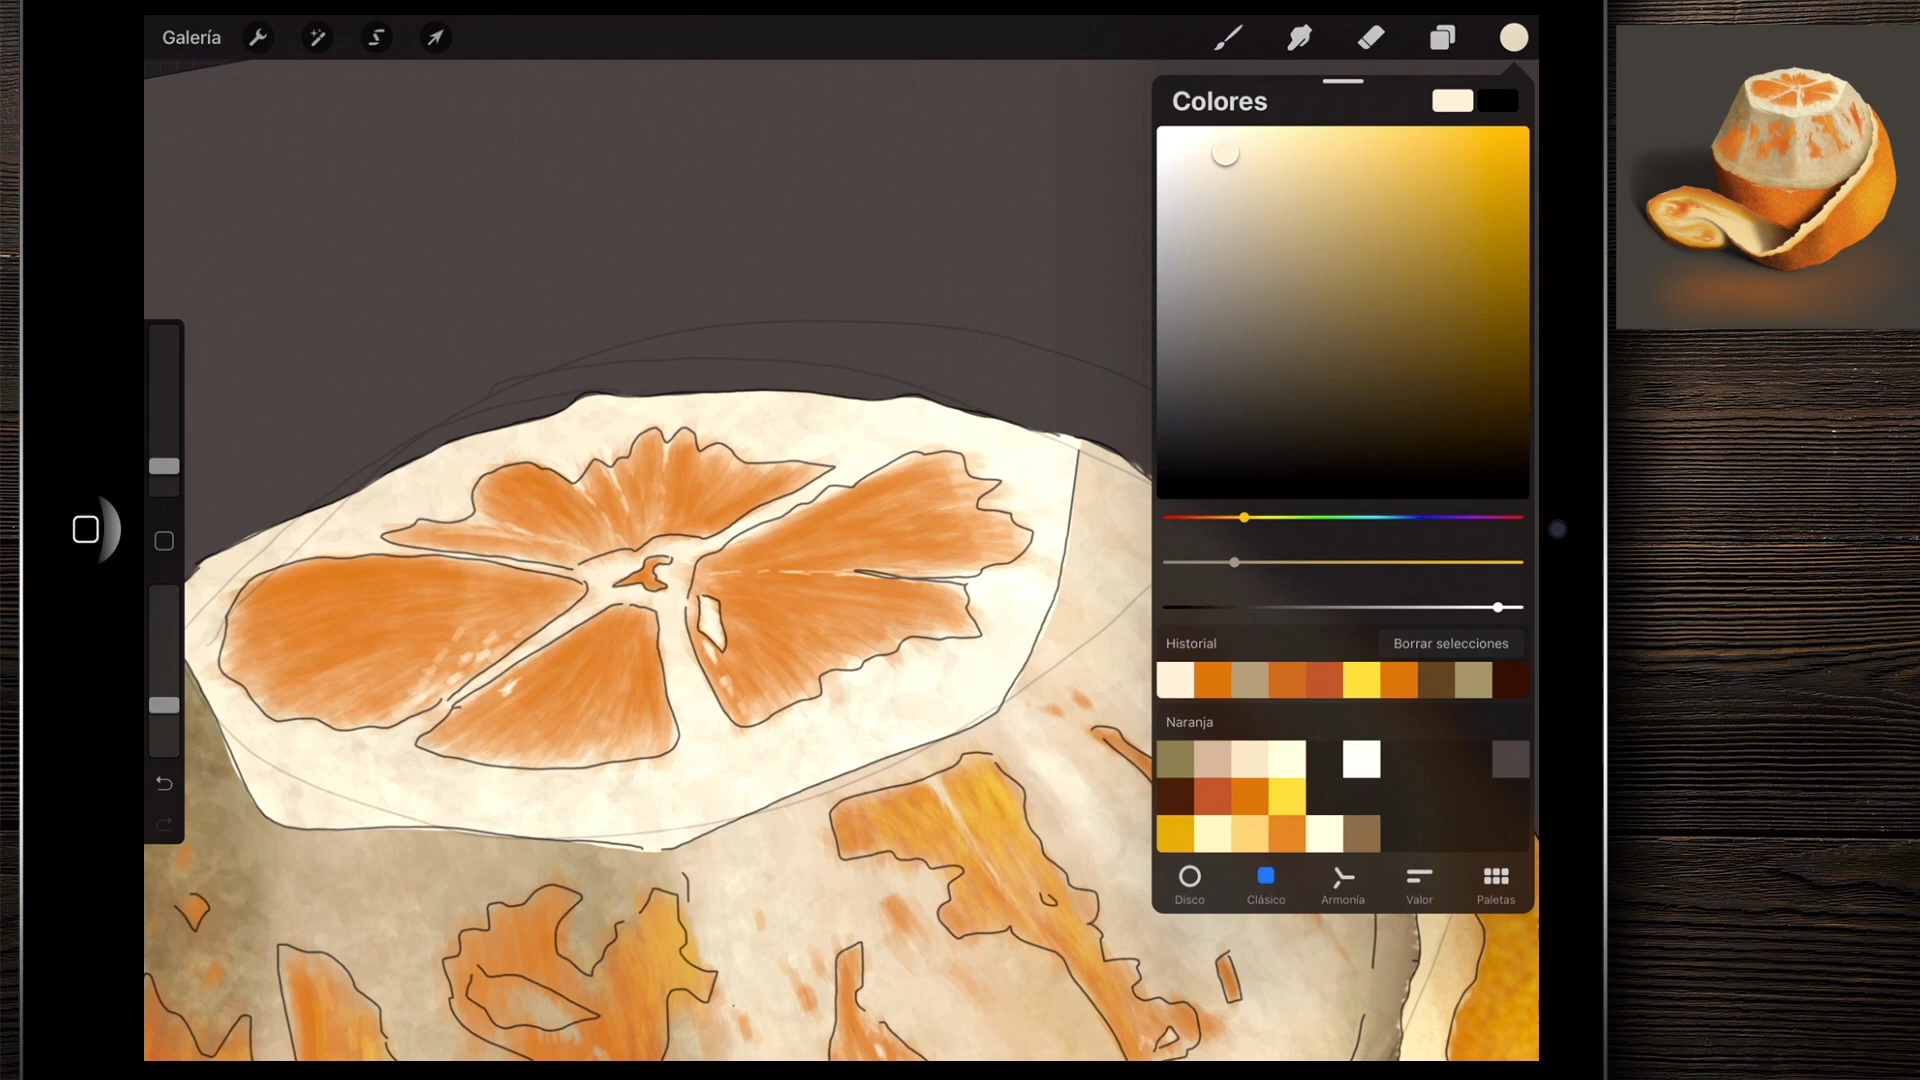 Galería
Colores
Historial
Borrar selecciones
Naranja
Disco
Clásico
Armonía
Valor
Paletas